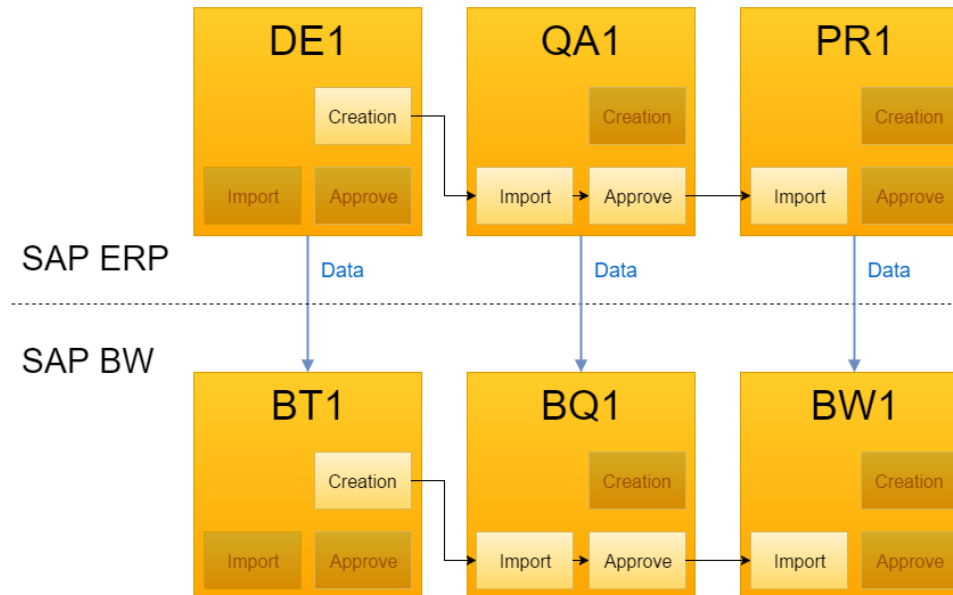 DE1
QA1
PR1
Creation
Creation
Creation
Import
Approve
Import
Approve
Import
Approve
SAP ERP
Data
Data
Data
SAP BW
BT1
BQ1
BW1
Creation
Creation
Creation
Import
Approve
Import
Approve
Import
Approve